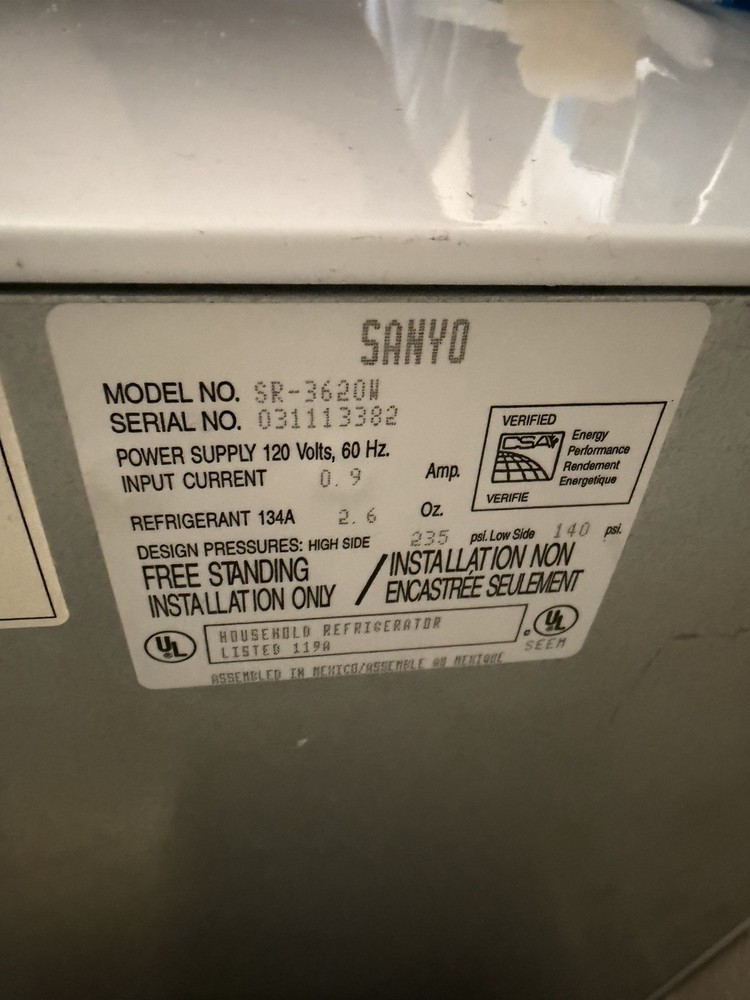 SANYO
MODEL NO. SR-3620W
SERIAL NO. 031113382
POWER SUPPLY 120 Volts, 60 Hz.
INPUT CURRENT 0.9 Amp.
REFRIGERANT 134A 2.6 Oz.
DESIGN PRESSURES: HIGH SIDE 235 psi. Low Side 140 psi.
VERIFIED
CSA
Energy
Performance
Rendement
Energetique
VERIFIE
FREE STANDING
INSTALLATION ONLY
/
INSTALLATION NON
ENCASTRÉE SEULEMENT
UL
HOUSEHOLD REFRIGERATOR
LISTED 119A
c UL
SEEM
ASSEMBLED IN MEXICO/ASSEMBLE AU MEXIQUE